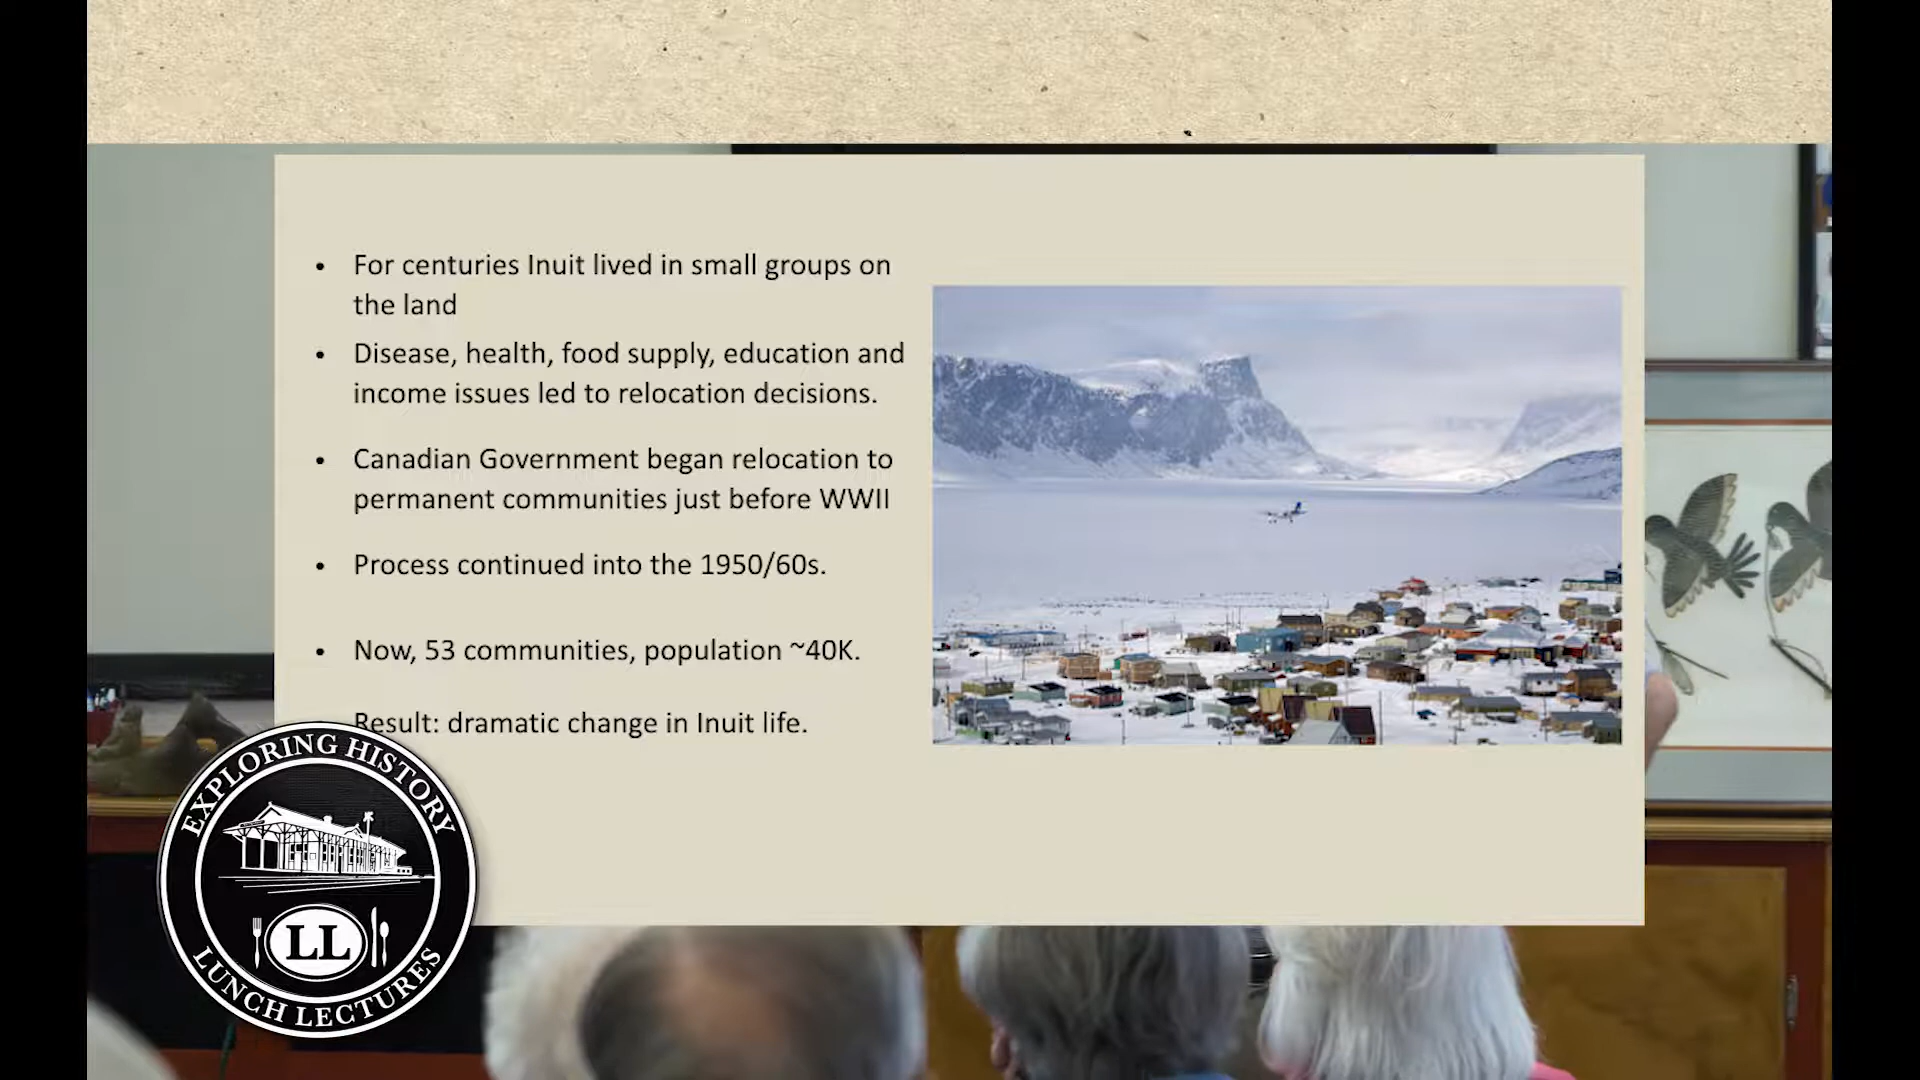 • For centuries Inuit lived in small groups on
the land
• Disease, health, food supply, education and
income issues led to relocation decisions.
• Canadian Government began relocation to
permanent communities just before WWII
• Process continued into the 1950/60s.
• Now, 53 communities, population ~40K.
Result: dramatic change in Inuit life.
EXPLORING HISTORY
LL
LUNCH LECTURES